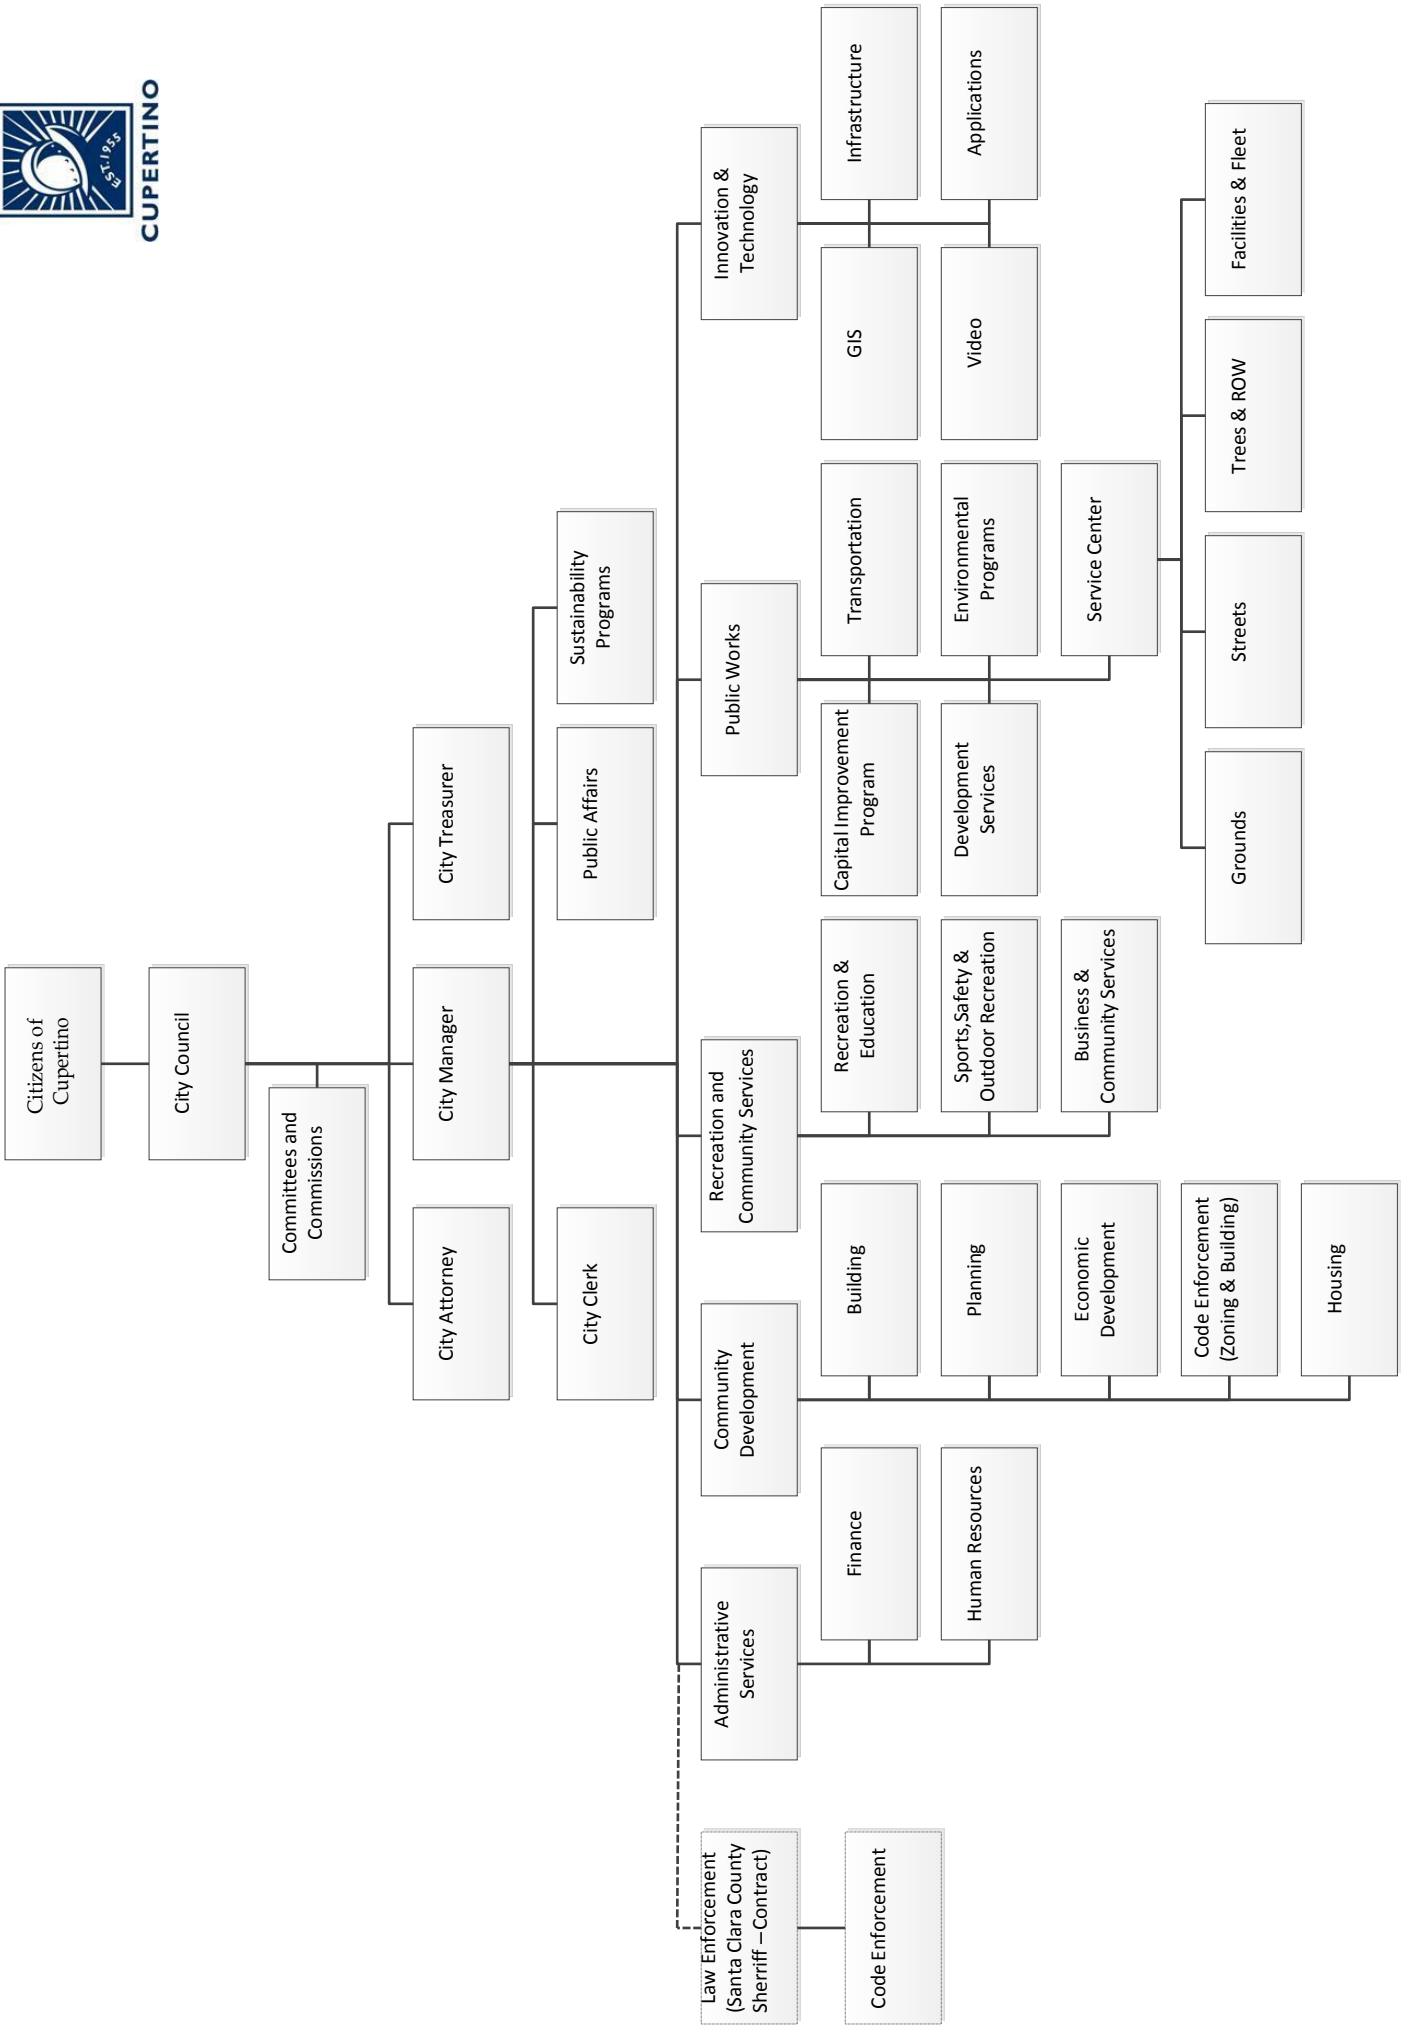 EST. 1955
CUPERTINO
Citizens of
Cupertino
City Council
Committees and
Commissions
City Attorney
City Manager
City Treasurer
City Clerk
Public Affairs
Sustainability
Programs
Law Enforcement
(Santa Clara County
Sherriff –Contract)
Code Enforcement
Administrative
Services
Finance
Human Resources
Community
Development
Building
Planning
Economic
Development
Code Enforcement
(Zoning & Building)
Housing
Recreation and
Community Services
Recreation &
Education
Sports,Safety &
Outdoor Recreation
Business &
Community Services
Public Works
Capital Improvement
Program
Transportation
Development
Services
Environmental
Programs
Service Center
Grounds
Streets
Trees & ROW
Facilities & Fleet
Innovation &
Technology
GIS
Infrastructure
Video
Applications